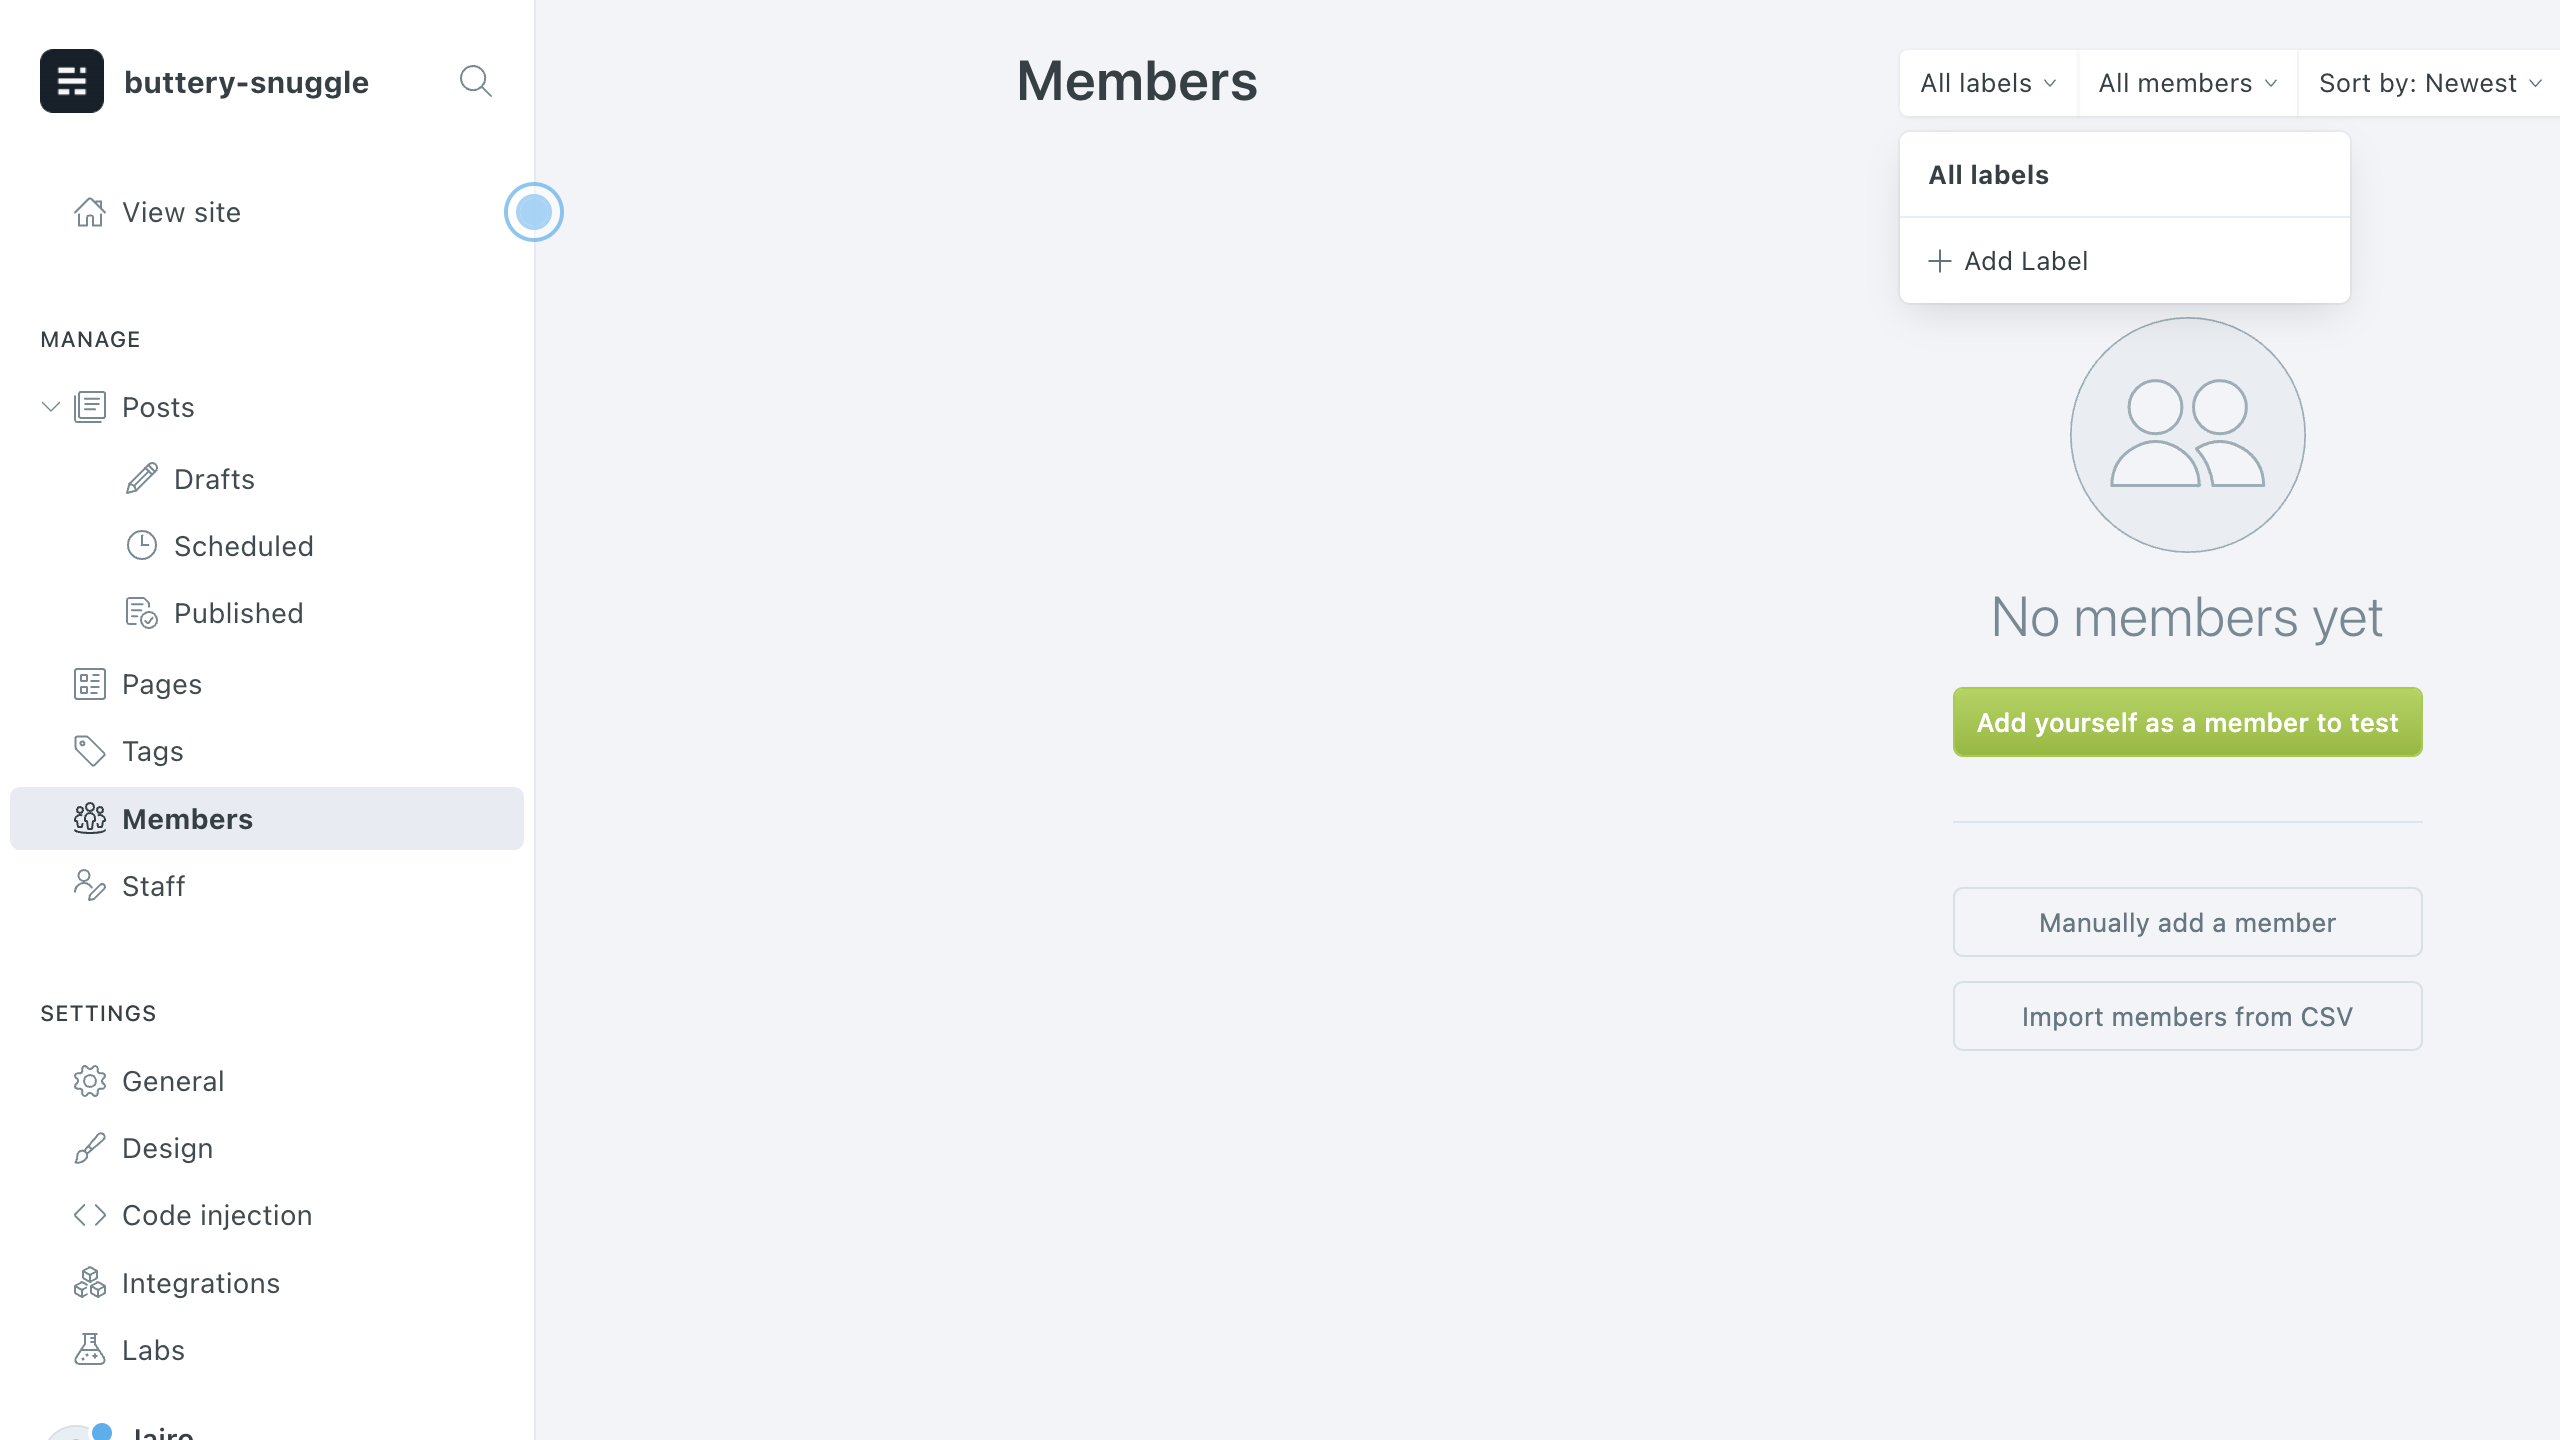 buttery-snuggle
View site
MANAGE
Posts
Drafts
Scheduled
Published
Pages
Tags
Members
Staff
SETTINGS
General
Design
Code injection
Integrations
Labs
Jairo
Members
All labels
All members
Sort by: Newest
All labels
Add Label
No members yet
Add yourself as a member to test
Manually add a member
Import members from CSV